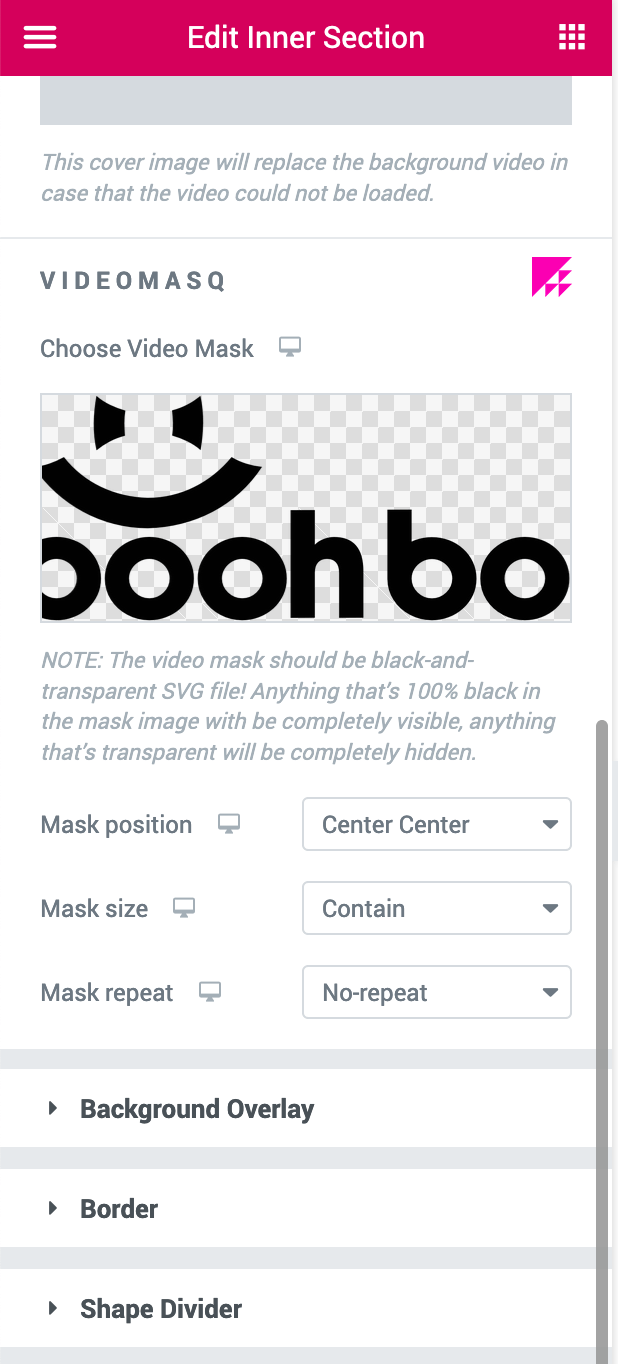 Edit Inner Section
This cover image will replace the background video in
case that the video could not be loaded.
VIDEOMASQ
Choose Video Mask
oooh bo
NOTE: The video mask should be black-and-
transparent SVG file! Anything that's 100% black in
the mask image with be completely visible, anything
that's transparent will be completely hidden.
Mask position
Center Center
Mask size
Contain
Mask repeat
No-repeat
Background Overlay
Border
Shape Divider